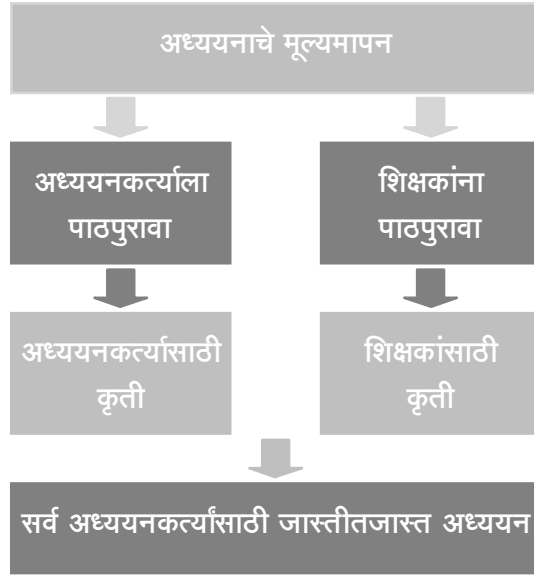 अध्ययनाचे मूल्यमापन
अध्ययनकर्त्याला
पाठपुरावा
शिक्षकांना
पाठपुरावा
अध्ययनकर्त्यासाठी
कृती
शिक्षकांसाठी
कृती
सर्व अध्ययनकर्त्यांसाठी जास्तीतजास्त अध्ययन